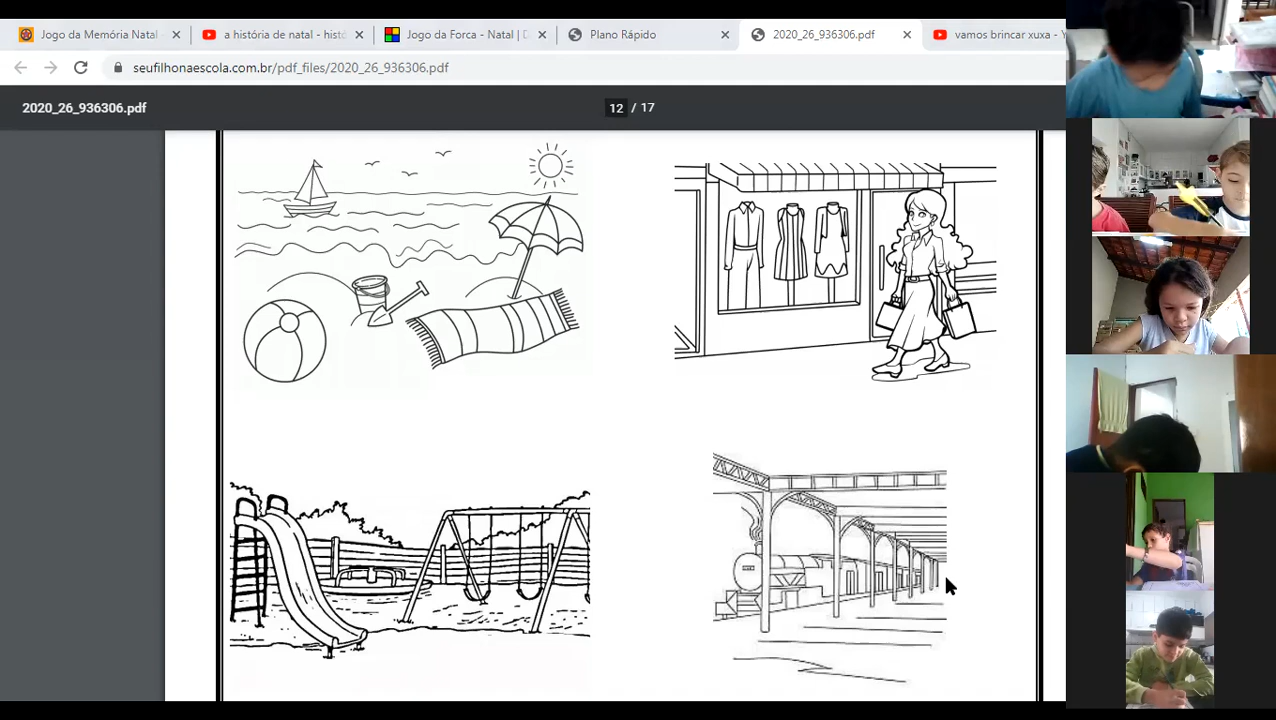 Jogo da Memória Natal
a história de natal - histó
Jogo da Forca - Natal | D
Plano Rápido
2020_26_936306.pdf
vamos brincar xuxa - Y
seufilhonaescola.com.br/pdf_files/2020_26_936306.pdf
2020_26_936306.pdf
12 / 17